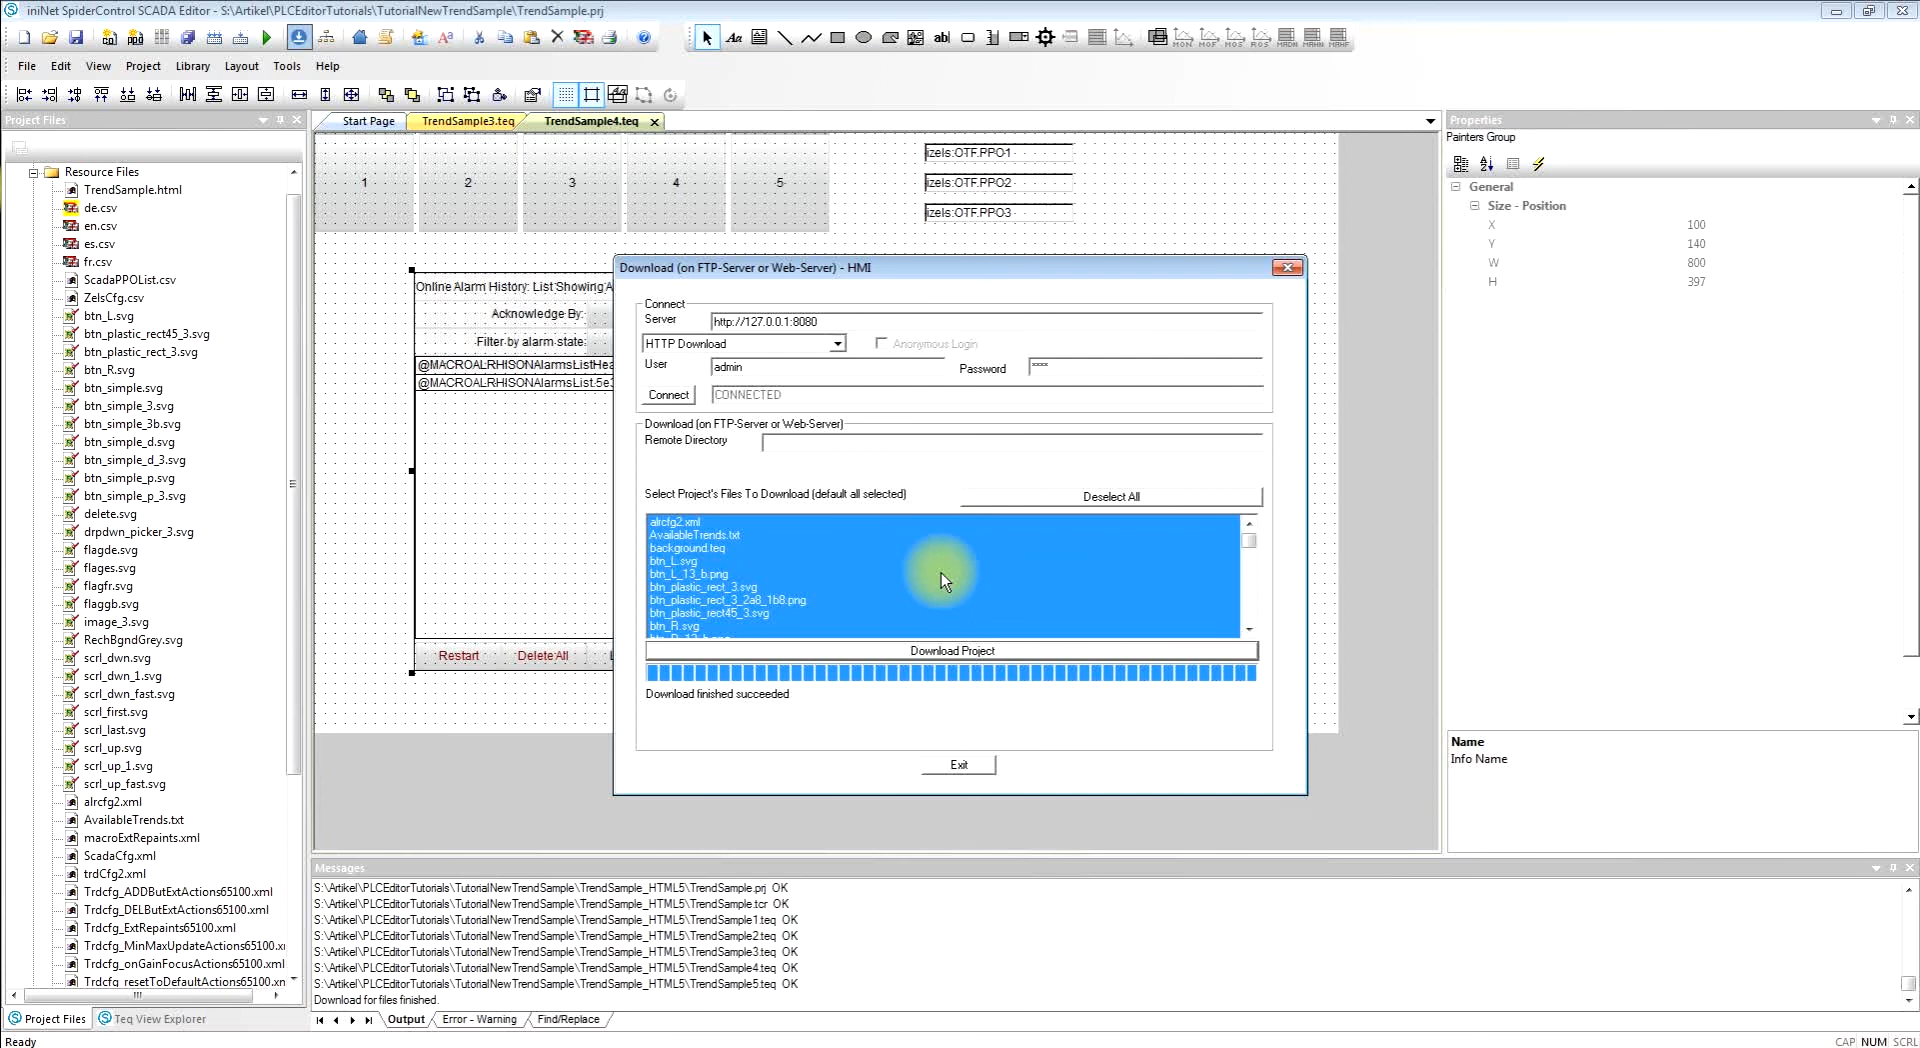 iniNet SpiderControl SCADA Editor - S:\Artikel\PLCEditorTutorials\TutorialNewTrendSample\TrendSample.prj
File Edit View Project Library Layout Tools Help
Project Files
Resource Files
TrendSample.html
de.csv
en.csv
es.csv
fr.csv
ScadaPPOList.csv
ZelsCfg.csv
btn_L.svg
btn_plastic_rect45_3.svg
btn_plastic_rect_3.svg
btn_R.svg
btn_simple.svg
btn_simple_3.svg
btn_simple_3b.svg
btn_simple_d.svg
btn_simple_d_3.svg
btn_simple_p.svg
btn_simple_p_3.svg
delete.svg
drpdwn_picker_3.svg
flagde.svg
flages.svg
flagfr.svg
flaggb.svg
image_3.svg
RechBgndGrey.svg
scrl_dwn.svg
scrl_dwn_1.svg
scrl_dwn_fast.svg
scrl_first.svg
scrl_last.svg
scrl_up.svg
scrl_up_1.svg
scrl_up_fast.svg
alrcfg2.xml
AvailableTrends.txt
macroExtRepaints.xml
ScadaCfg.xml
trdCfg2.xml
Trdcfg_ADDButExtActions65100.xml
Trdcfg_DELButExtActions65100.xml
Trdcfg_ExtRepaints65100.xml
Trdcfg_MinMaxUpdateActions65100.x
Trdcfg_onGainFocusActions65100.xml
Trdcfg_resetToDefaultActions65100.xn
Project Files Teq View Explorer
Start Page TrendSample3.teq TrendSample4.teq
1 2 3 4 5
izels:OTF.PPO1
izels:OTF.PPO2
izels:OTF.PPO3
Online Alarm History: List Showing A
Acknowledge By:
Filter by alarm state:
@MACROALRHISONAlarmsListHea
@MACROALRHISONAlarmsList.5e3
Restart Delete All
Download (on FTP-Server or Web-Server) - HMI
Connect
Server http://127.0.0.1:8080
HTTP Download Anonymous Login
User admin Password ****
Connect CONNECTED
Download (on FTP-Server or Web-Server)
Remote Directory
Select Project's Files To Download (default all selected) Deselect All
alrcfg2.xml
AvailableTrends.txt
background.teq
btn_L.svg
btn_L_13_b.png
btn_plastic_rect_3.svg
btn_plastic_rect_3_2a8_1b8.png
btn_plastic_rect45_3.svg
btn_R.svg
Download Project
Download finished succeeded
Exit
Properties
Painters Group
General
Size - Position
X 100
Y 140
W 800
H 397
Name
Info Name
Messages
S:\Artikel\PLCEditorTutorials\TutorialNewTrendSample\TrendSample_HTML5\TrendSample.prj OK
S:\Artikel\PLCEditorTutorials\TutorialNewTrendSample\TrendSample_HTML5\TrendSample.tcr OK
S:\Artikel\PLCEditorTutorials\TutorialNewTrendSample\TrendSample_HTML5\TrendSample1.teq OK
S:\Artikel\PLCEditorTutorials\TutorialNewTrendSample\TrendSample_HTML5\TrendSample2.teq OK
S:\Artikel\PLCEditorTutorials\TutorialNewTrendSample\TrendSample_HTML5\TrendSample3.teq OK
S:\Artikel\PLCEditorTutorials\TutorialNewTrendSample\TrendSample_HTML5\TrendSample4.teq OK
S:\Artikel\PLCEditorTutorials\TutorialNewTrendSample\TrendSample_HTML5\TrendSample5.teq OK
Download for files finished.
Output Error - Warning Find/Replace
Ready CAP NUM SCRL